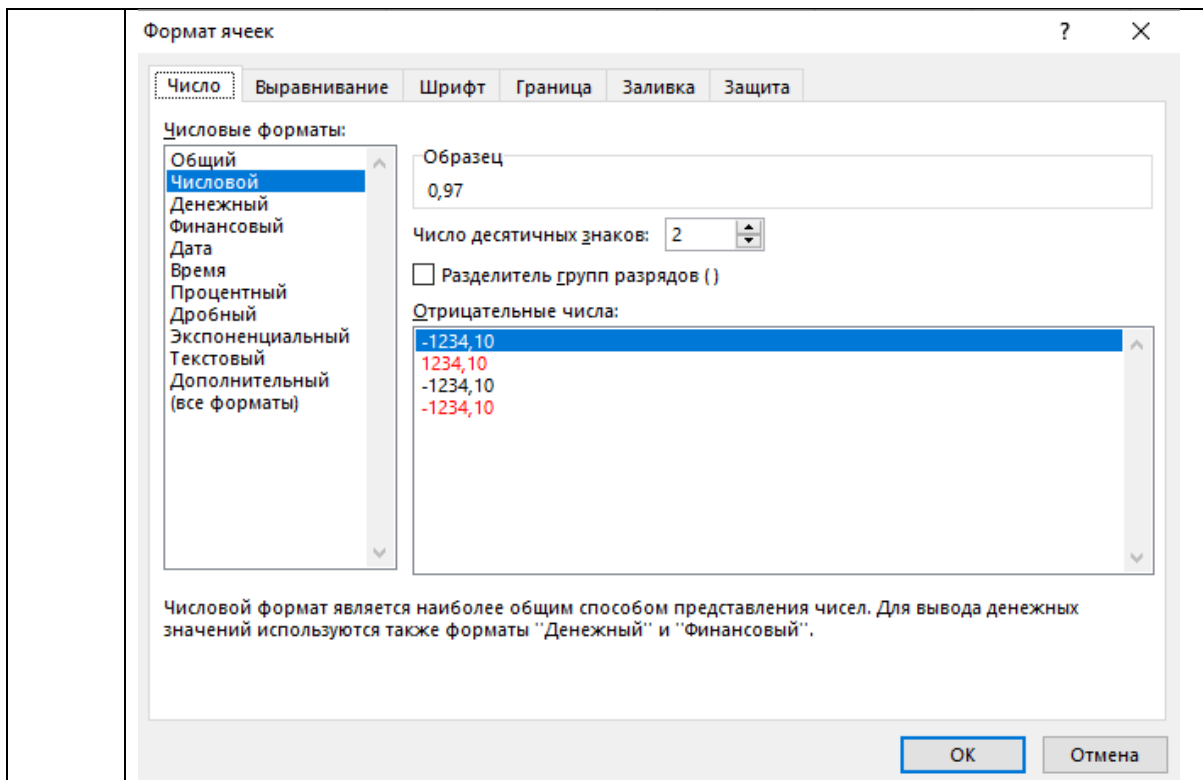 Формат ячеек
?
Число Выравнивание Шрифт Граница Заливка Защита
Числовые форматы:
Общий
Числовой
Денежный
Финансовый
Дата
Время
Процентный
Дробный
Экспоненциальный
Текстовый
Дополнительный
(все форматы)
Образец
0,97
Число десятичных знаков: 2
Разделитель групп разрядов ( )
Отрицательные числа:
-1234,10
1234,10
-1234,10
-1234,10
Числовой формат является наиболее общим способом представления чисел. Для вывода денежных
значений используются также форматы "Денежный" и "Финансовый".
ОК Отмена